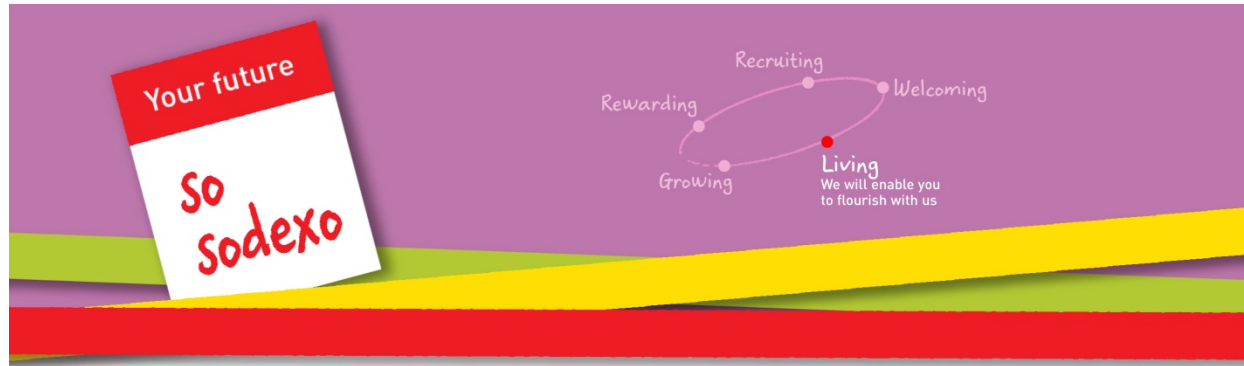 Your future
so
sodexo
Recruiting
Welcoming
Rewarding
Growing
Living
We will enable you
to flourish with us